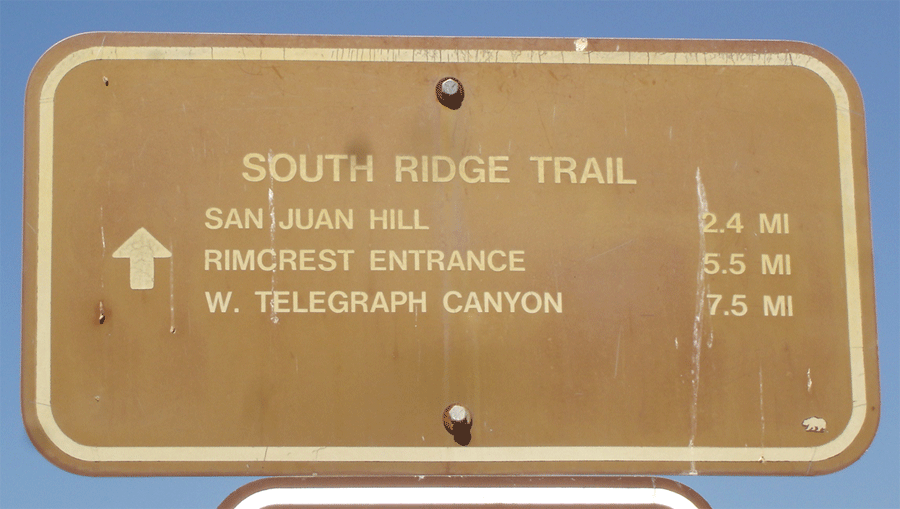 SOUTH RIDGE TRAIL
SAN JUAN HILL 2.4 MI
RIMCREST ENTRANCE 5.5 MI
W. TELEGRAPH CANYON 7.5 MI